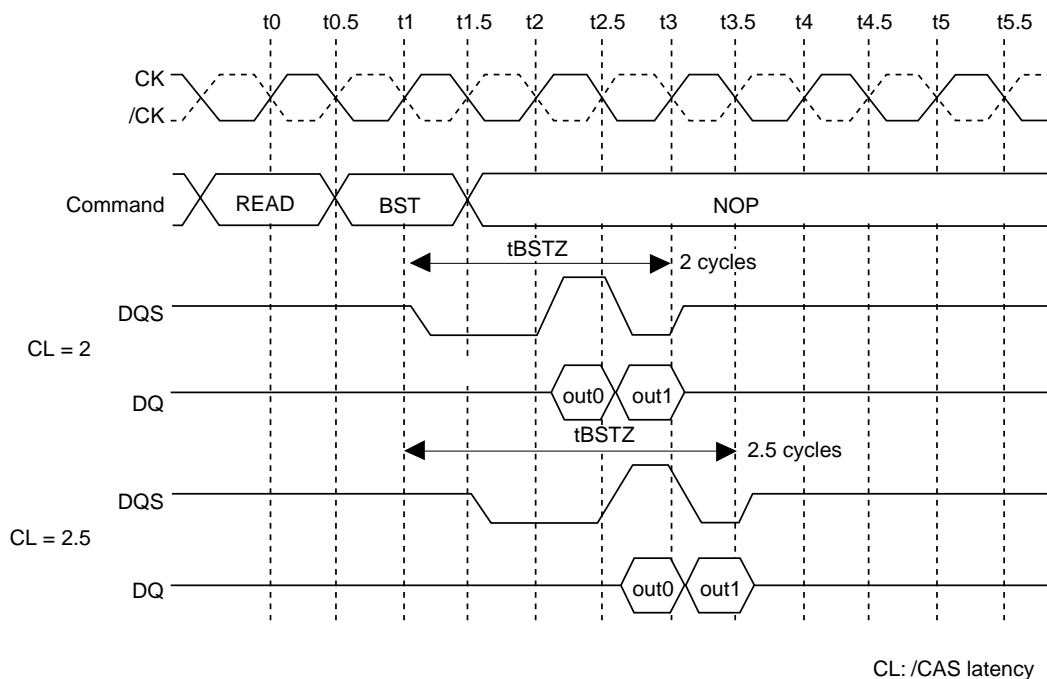 t0 t0.5 t1 t1.5 t2 t2.5 t3 t3.5 t4 t4.5 t5 t5.5
CK
/CK
Command READ BST NOP
tBSTZ 2 cycles
DQS
CL = 2
DQ out0 out1
tBSTZ 2.5 cycles
DQS
CL = 2.5
DQ out0 out1
CL: /CAS latency